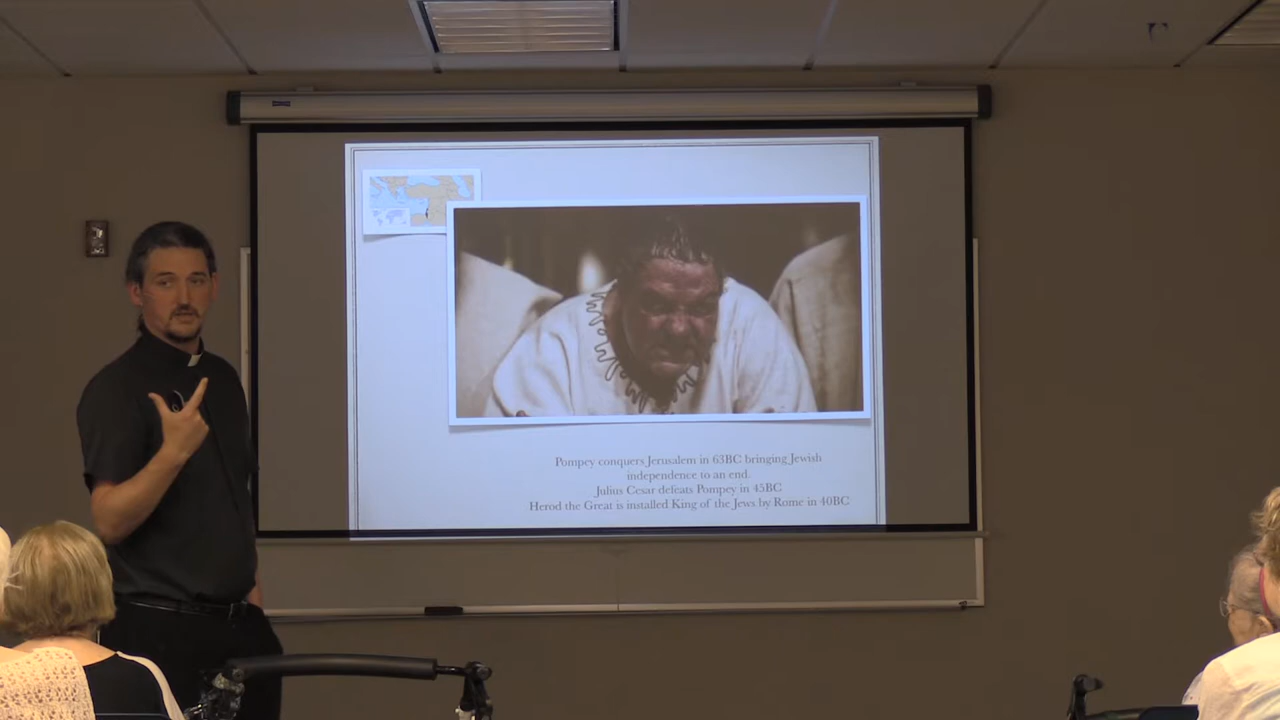 Pompey conquers Jerusalem in 63BC bringing Jewish
independence to an end.
Julius Cesar defeats Pompey in 45BC
Herod the Great is installed King of the Jews by Rome in 40BC